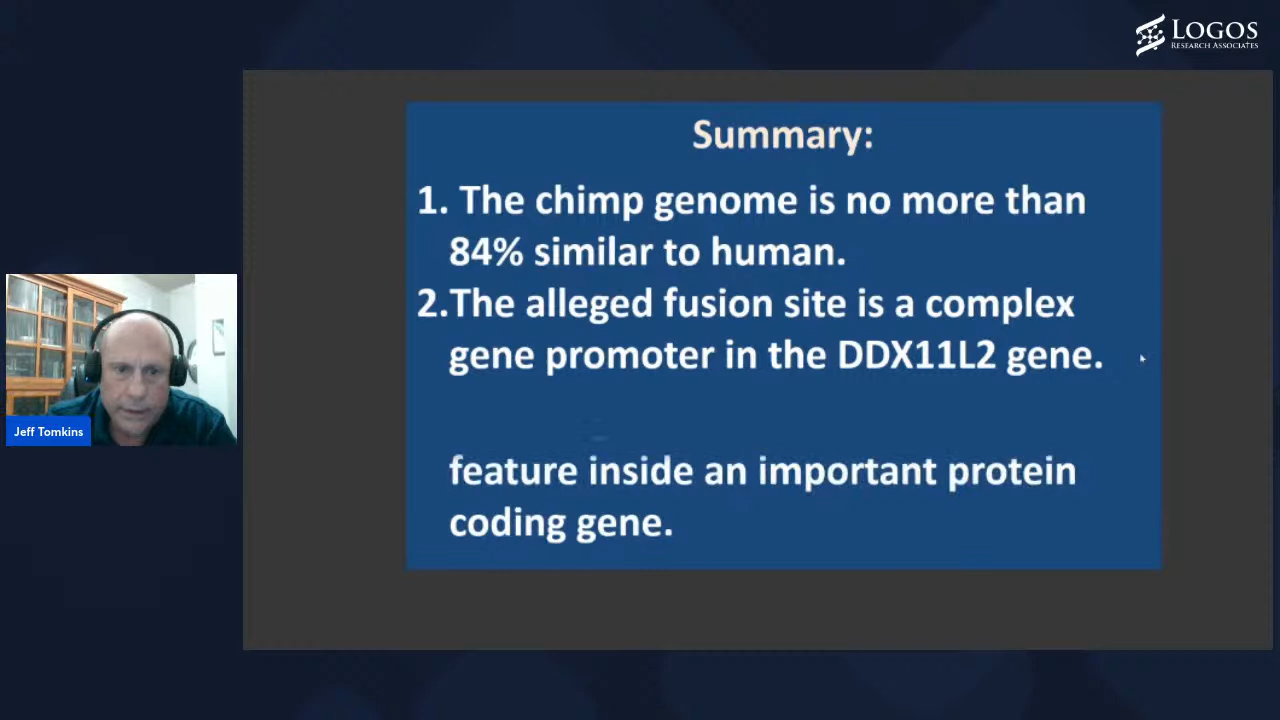 LOGOS
RESEARCH ASSOCIATES
Summary:
1. The chimp genome is no more than
84% similar to human.
2.The alleged fusion site is a complex
gene promoter in the DDX11L2 gene.
feature inside an important protein
coding gene.
Jeff Tomkins